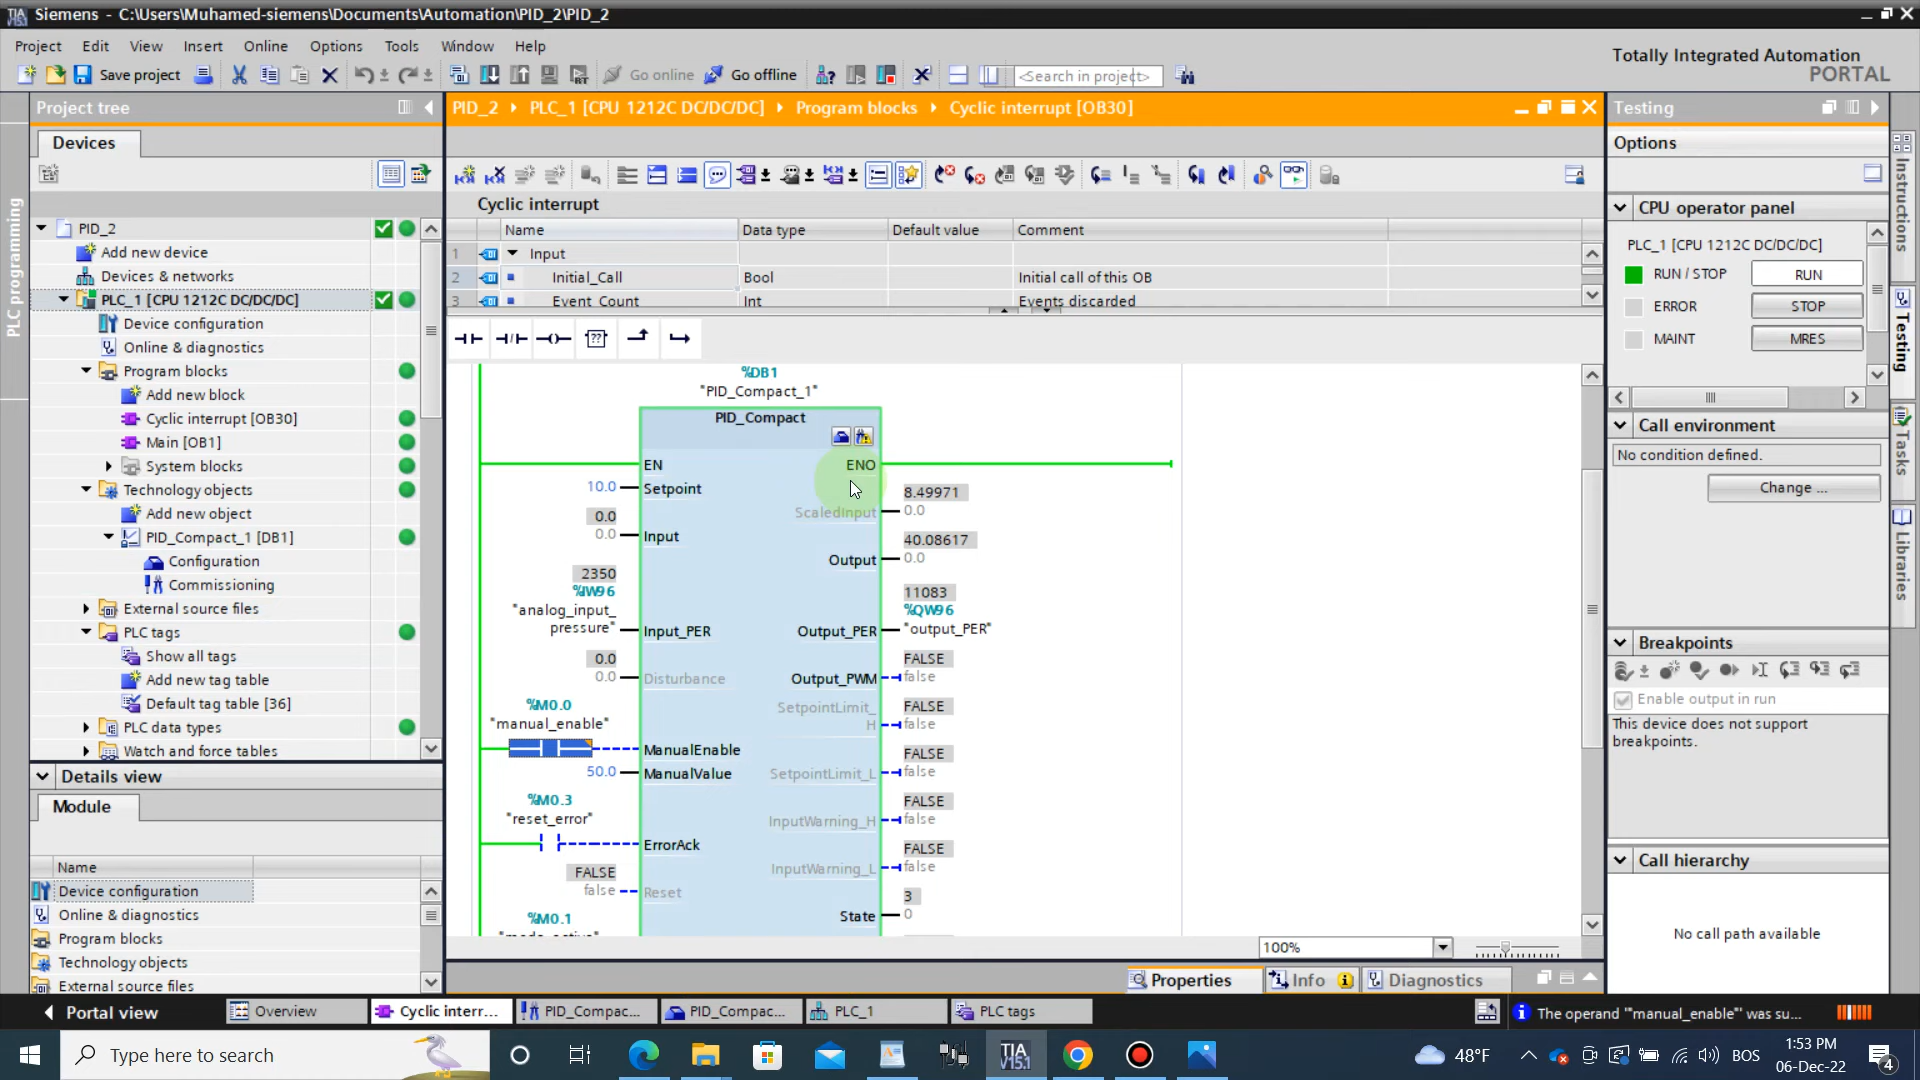 Siemens - C:\Users\Muhamed-siemens\Documents\Automation\PID_2\PID_2
Project Edit View Insert Online Options Tools Window Help
Totally Integrated Automation
PORTAL
Save project
Go online
Go offline
<Search in project>
Project tree
PID_2 PLC_1 [CPU 1212C DC/DC/DC] Program blocks Cyclic interrupt [OB30]
Testing
Devices
Options
PLC programming
Cyclic interrupt
CPU operator panel
PID_2
Add new device
Devices & networks
PLC_1 [CPU 1212C DC/DC/DC]
Device configuration
Online & diagnostics
Program blocks
Add new block
Cyclic interrupt [OB30]
Main [OB1]
System blocks
Technology objects
Add new object
PID_Compact_1 [DB1]
Configuration
Commissioning
External source files
PLC tags
Show all tags
Add new tag table
Default tag table [36]
PLC data types
Watch and force tables
Name Data type Default value Comment
1 Input
2 Initial_Call Bool Initial call of this OB
3 Event_Count Int Events discarded
??
%DB1
"PID_Compact_1"
PID_Compact
EN
ENO
10.0
Setpoint
8.49971
ScaledInput
0.0
0.0
0.0
Input
40.08617
Output
0.0
2350
%IW96
"analog_input_
pressure"
Input_PER
11083
%QW96
Output_PER
"output_PER"
0.0
0.0
Disturbance
FALSE
Output_PWM
false
%M0.0
"manual_enable"
ManualEnable
FALSE
SetpointLimit_
H
false
50.0
ManualValue
FALSE
SetpointLimit_L
false
%M0.3
"reset_error"
ErrorAck
FALSE
InputWarning_H
false
FALSE
false
Reset
FALSE
InputWarning_L
false
%M0.1
3
State
0
100%
PLC_1 [CPU 1212C DC/DC/DC]
RUN / STOP RUN
ERROR STOP
MAINT MRES
Call environment
No condition defined.
Change ...
Breakpoints
Enable output in run
This device does not support
breakpoints.
Call hierarchy
No call path available
Instructions
Testing
Tasks
Libraries
Details view
Module
Name
Device configuration
Online & diagnostics
Program blocks
Technology objects
External source files
Properties Info Diagnostics
Portal view Overview Cyclic interr... PID_Compac... PID_Compac... PLC_1 PLC tags
The operand '"manual_enable"' was su...
Type here to search
TIA
V15.1
48°F
BOS
1:53 PM
06-Dec-22
4